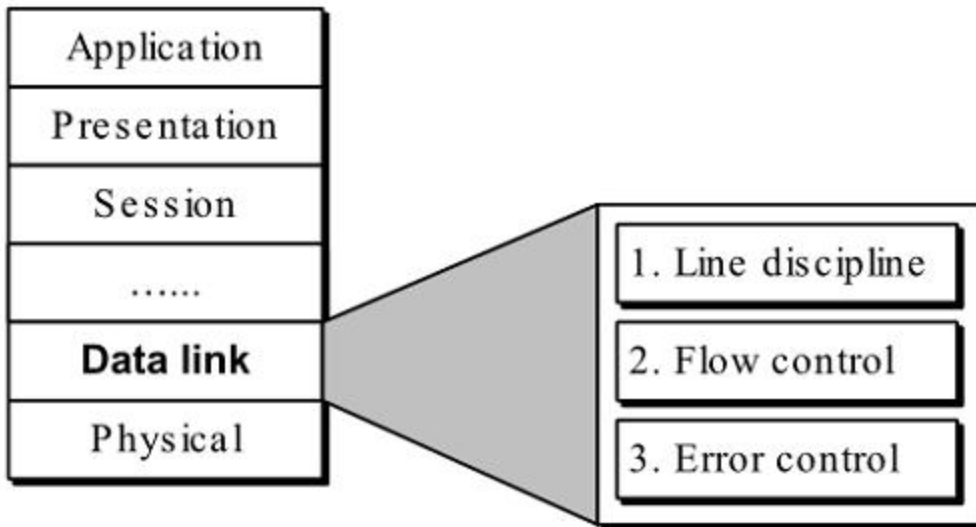 Application
Presentation
Session
......
Data link
Physical
1. Line discipline
2. Flow control
3. Error control